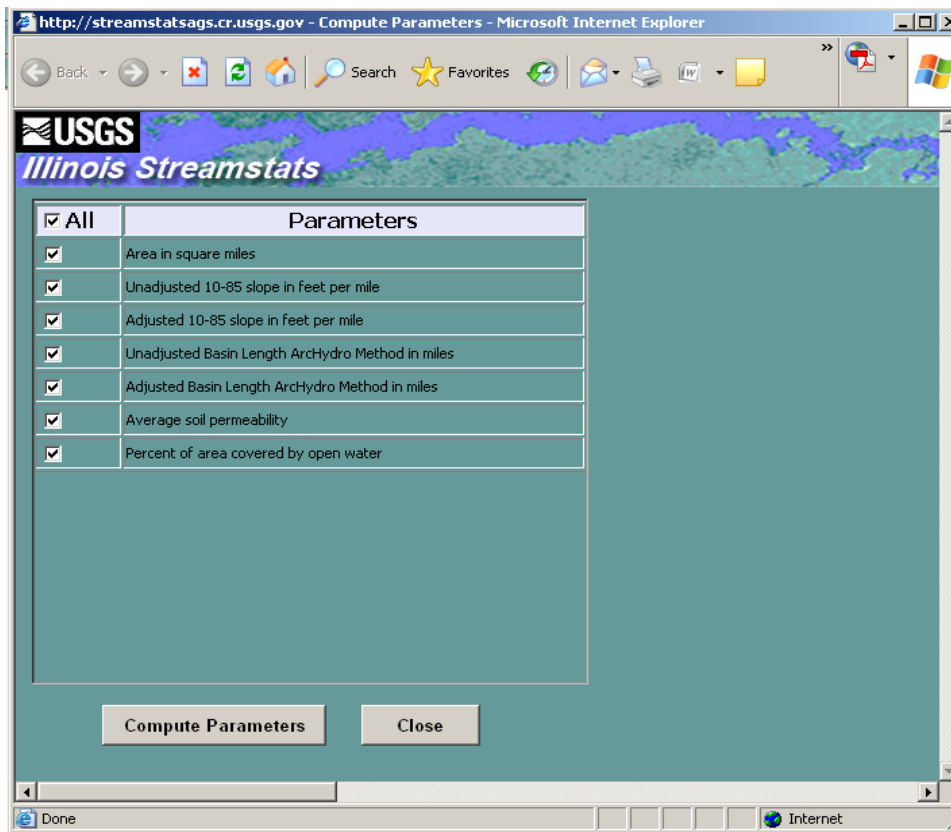 http://streamstatsags.cr.usgs.gov - Compute Parameters - Microsoft Internet Explorer
Back Search Favorites »
USGS
Illinois Streamstats
All Parameters
Area in square miles
Unadjusted 10-85 slope in feet per mile
Adjusted 10-85 slope in feet per mile
Unadjusted Basin Length ArcHydro Method in miles
Adjusted Basin Length ArcHydro Method in miles
Average soil permeability
Percent of area covered by open water
Compute Parameters Close
Done Internet